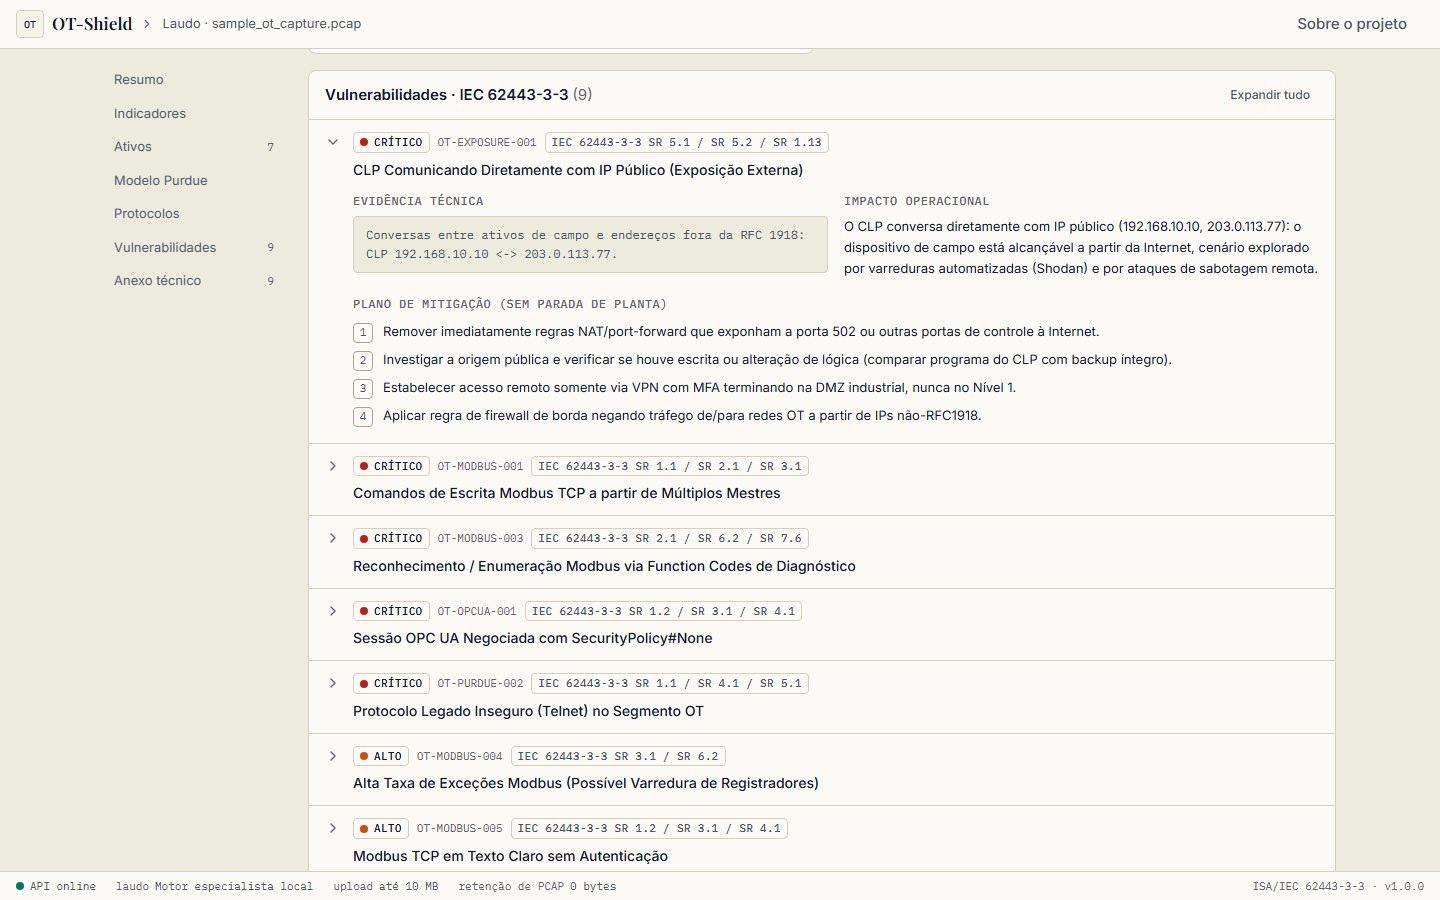 OT OT-Shield > Laudo · sample_ot_capture.pcap Sobre o projeto
Resumo
Indicadores
Ativos 7
Modelo Purdue
Protocolos
Vulnerabilidades 9
Anexo técnico 9
Vulnerabilidades · IEC 62443-3-3 (9) Expandir tudo
CRÍTICO OT-EXPOSURE-001 IEC 62443-3-3 SR 5.1 / SR 5.2 / SR 1.13
CLP Comunicando Diretamente com IP Público (Exposição Externa)
EVIDÊNCIA TÉCNICA
Conversas entre ativos de campo e endereços fora da RFC 1918:
CLP 192.168.10.10 <-> 203.0.113.77.
IMPACTO OPERACIONAL
O CLP conversa diretamente com IP público (192.168.10.10, 203.0.113.77): o
dispositivo de campo está alcançável a partir da Internet, cenário explorado
por varreduras automatizadas (Shodan) e por ataques de sabotagem remota.
PLANO DE MITIGAÇÃO (SEM PARADA DE PLANTA)
1 Remover imediatamente regras NAT/port-forward que exponham a porta 502 ou outras portas de controle à Internet.
2 Investigar a origem pública e verificar se houve escrita ou alteração de lógica (comparar programa do CLP com backup íntegro).
3 Estabelecer acesso remoto somente via VPN com MFA terminando na DMZ industrial, nunca no Nível 1.
4 Aplicar regra de firewall de borda negando tráfego de/para redes OT a partir de IPs não-RFC1918.
CRÍTICO OT-MODBUS-001 IEC 62443-3-3 SR 1.1 / SR 2.1 / SR 3.1
Comandos de Escrita Modbus TCP a partir de Múltiplos Mestres
CRÍTICO OT-MODBUS-003 IEC 62443-3-3 SR 2.1 / SR 6.2 / SR 7.6
Reconhecimento / Enumeração Modbus via Function Codes de Diagnóstico
CRÍTICO OT-OPCUA-001 IEC 62443-3-3 SR 1.2 / SR 3.1 / SR 4.1
Sessão OPC UA Negociada com SecurityPolicy#None
CRÍTICO OT-PURDUE-002 IEC 62443-3-3 SR 1.1 / SR 4.1 / SR 5.1
Protocolo Legado Inseguro (Telnet) no Segmento OT
ALTO OT-MODBUS-004 IEC 62443-3-3 SR 3.1 / SR 6.2
Alta Taxa de Exceções Modbus (Possível Varredura de Registradores)
ALTO OT-MODBUS-005 IEC 62443-3-3 SR 1.2 / SR 3.1 / SR 4.1
Modbus TCP em Texto Claro sem Autenticação
API online laudo Motor especialista local upload até 10 MB retenção de PCAP 0 bytes ISA/IEC 62443-3-3 · v1.0.0